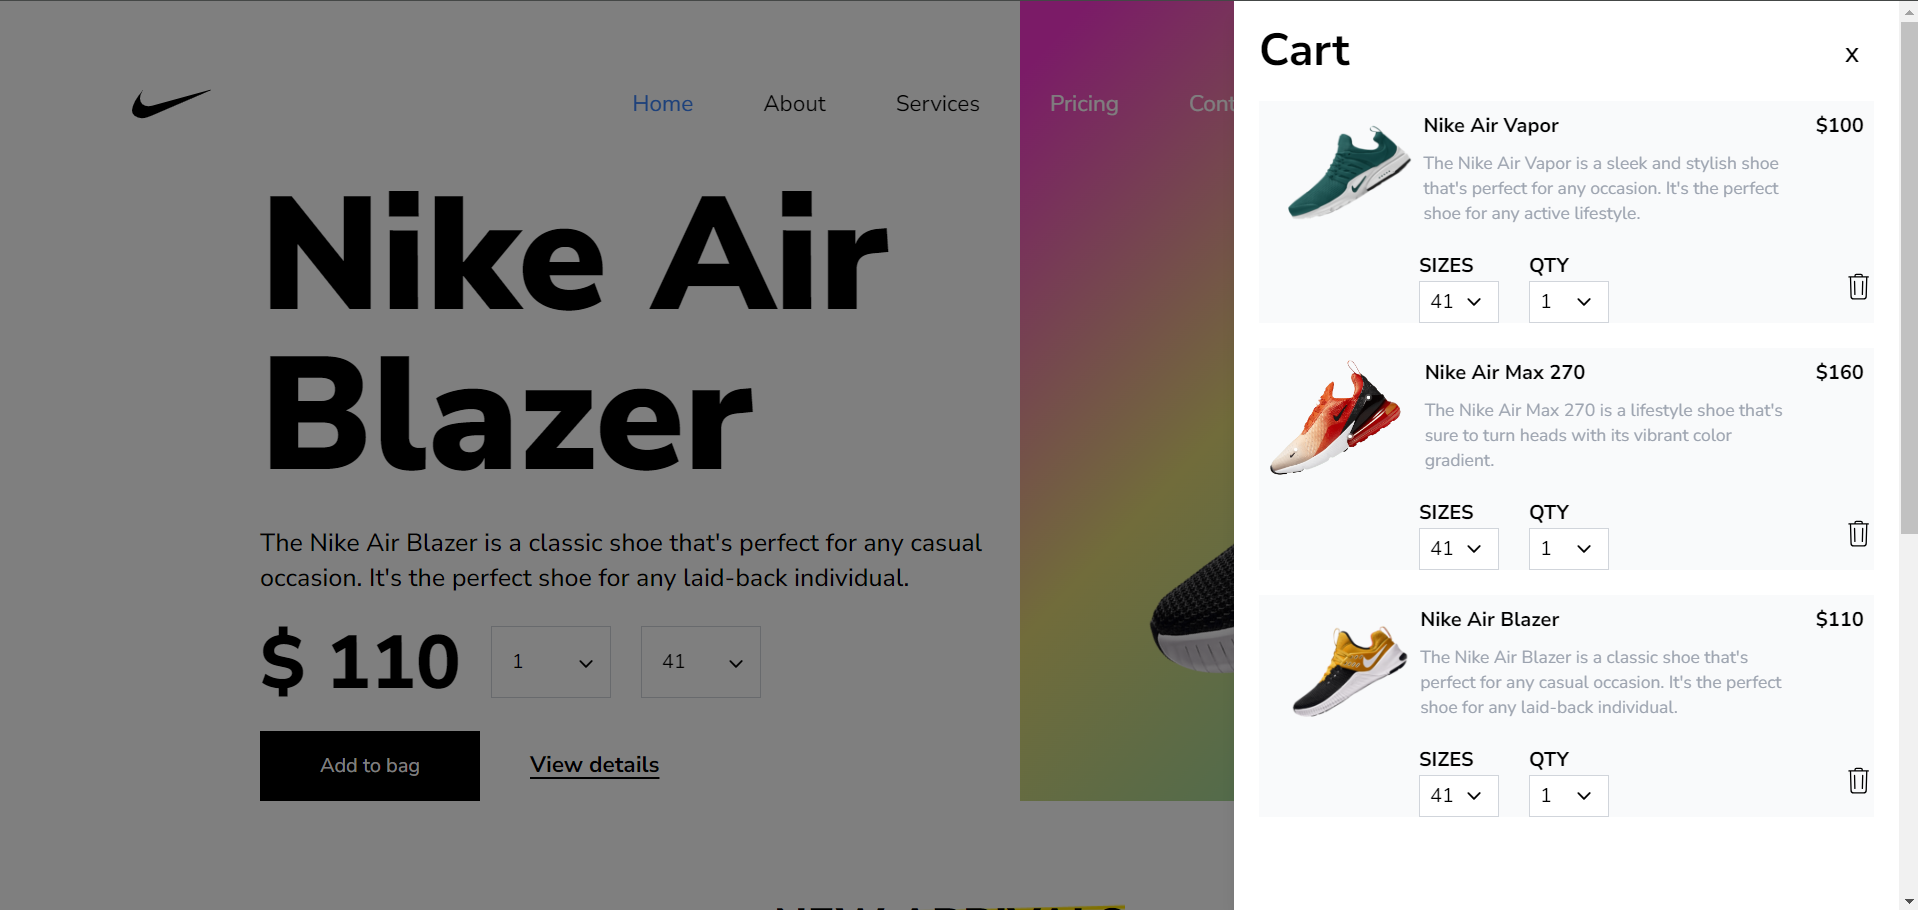 Home
About
Services
Pricing
Cont
Nike Air
Blazer
The Nike Air Blazer is a classic shoe that's perfect for any casual
occasion. It's the perfect shoe for any laid-back individual.
$ 110
1
41
Add to bag
View details
Cart
X
Nike Air Vapor
$100
The Nike Air Vapor is a sleek and stylish shoe
that's perfect for any occasion. It's the perfect
shoe for any active lifestyle.
SIZES
QTY
41
1
Nike Air Max 270
$160
The Nike Air Max 270 is a lifestyle shoe that's
sure to turn heads with its vibrant color
gradient.
SIZES
QTY
41
1
Nike Air Blazer
$110
The Nike Air Blazer is a classic shoe that's
perfect for any casual occasion. It's the perfect
shoe for any laid-back individual.
SIZES
QTY
41
1